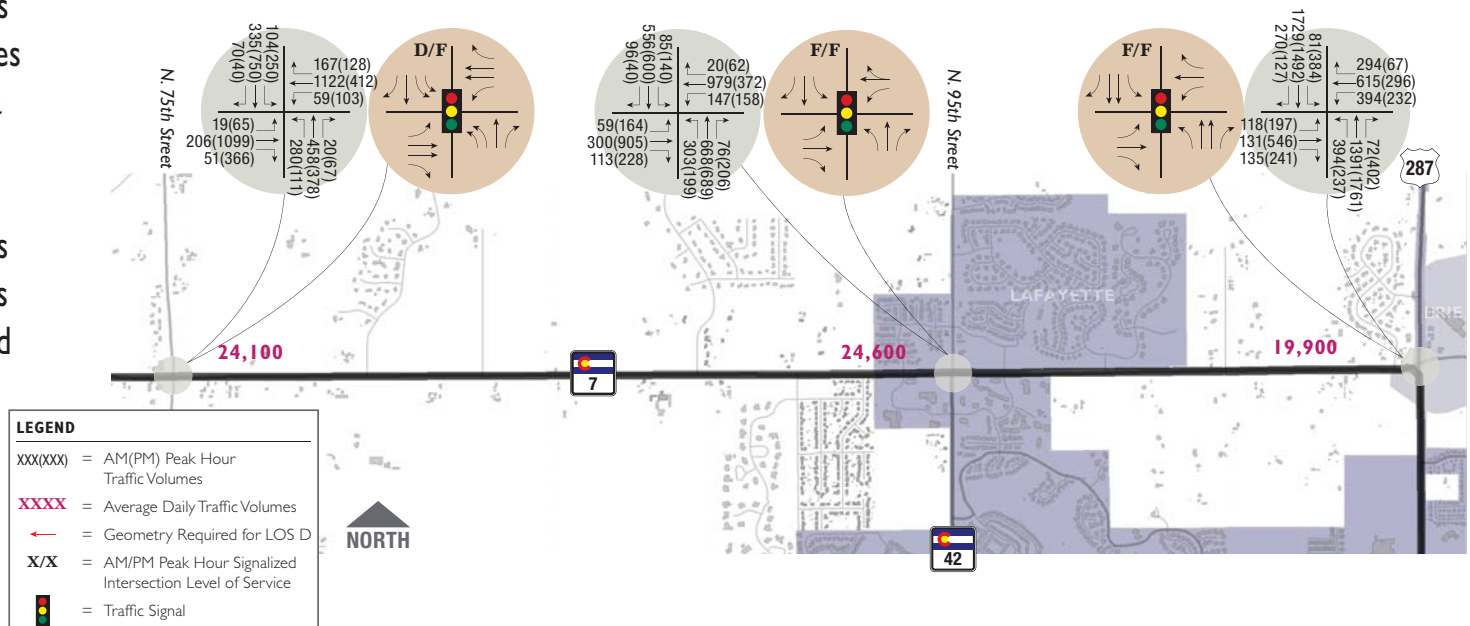 s
es
s
s
d
N. 75th Street
70(40)
335(750)
104(250)
167(128)
1122(412)
59(103)
19(65)
206(1099)
51(366)
280(111)
458(378)
20(67)
D/F
96(40)
556(600)
85(140)
20(62)
979(372)
147(158)
59(164)
300(905)
113(228)
303(199)
668(689)
76(206)
F/F
N. 95th Street
F/F
270(127)
1729(1492)
81(384)
294(67)
615(296)
394(232)
118(197)
131(546)
135(241)
394(237)
1391(1761)
72(402)
287
LAFAYETTE
ERIE
24,100
24,600
19,900
7
42
NORTH
LEGEND
XXX(XXX) = AM(PM) Peak Hour
Traffic Volumes
XXXX = Average Daily Traffic Volumes
= Geometry Required for LOS D
X/X = AM/PM Peak Hour Signalized
Intersection Level of Service
= Traffic Signal